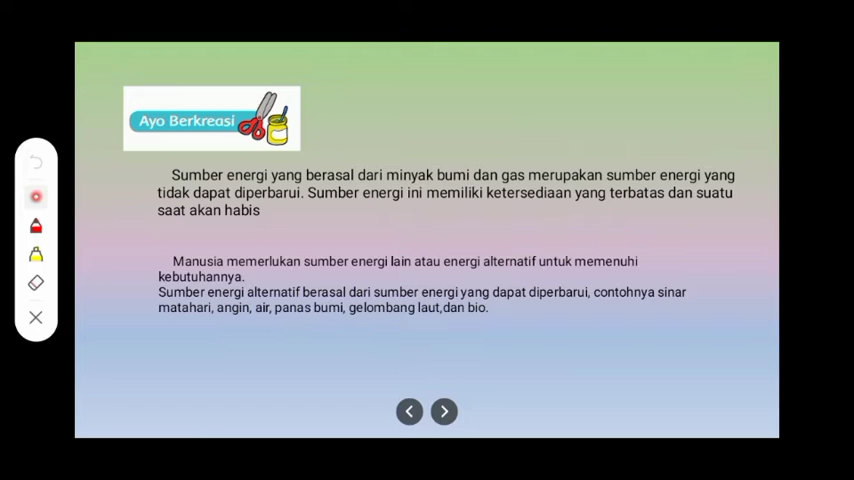 Ayo Berkreasi
Sumber energi yang berasal dari minyak bumi dan gas merupakan sumber energi yang
tidak dapat diperbarui. Sumber energi ini memiliki ketersediaan yang terbatas dan suatu
saat akan habis
Manusia memerlukan sumber energi lain atau energi alternatif untuk memenuhi
kebutuhannya.
Sumber energi alternatif berasal dari sumber energi yang dapat diperbarui, contohnya sinar
matahari, angin, air, panas bumi, gelombang laut,dan bio.